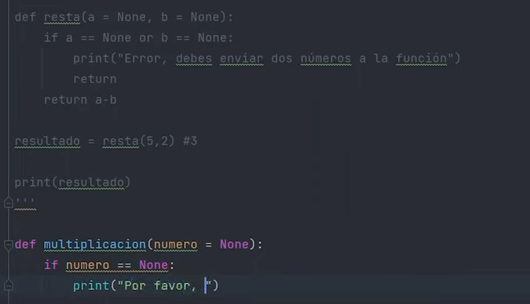 def resta(a = None, b = None):
    if a == None or b == None:
        print("Error, debes enviar dos números a la función")
        return
    return a-b
resultado = resta(5,2) #3
print(resultado)
'''
def multiplicacion(numero = None):
    if numero == None:
        print("Por favor, ")